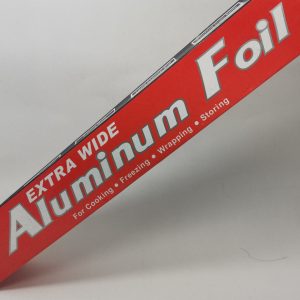 EXTRA WIDE
Aluminum Foil
For Cooking • Freezing • Wrapping • Storing